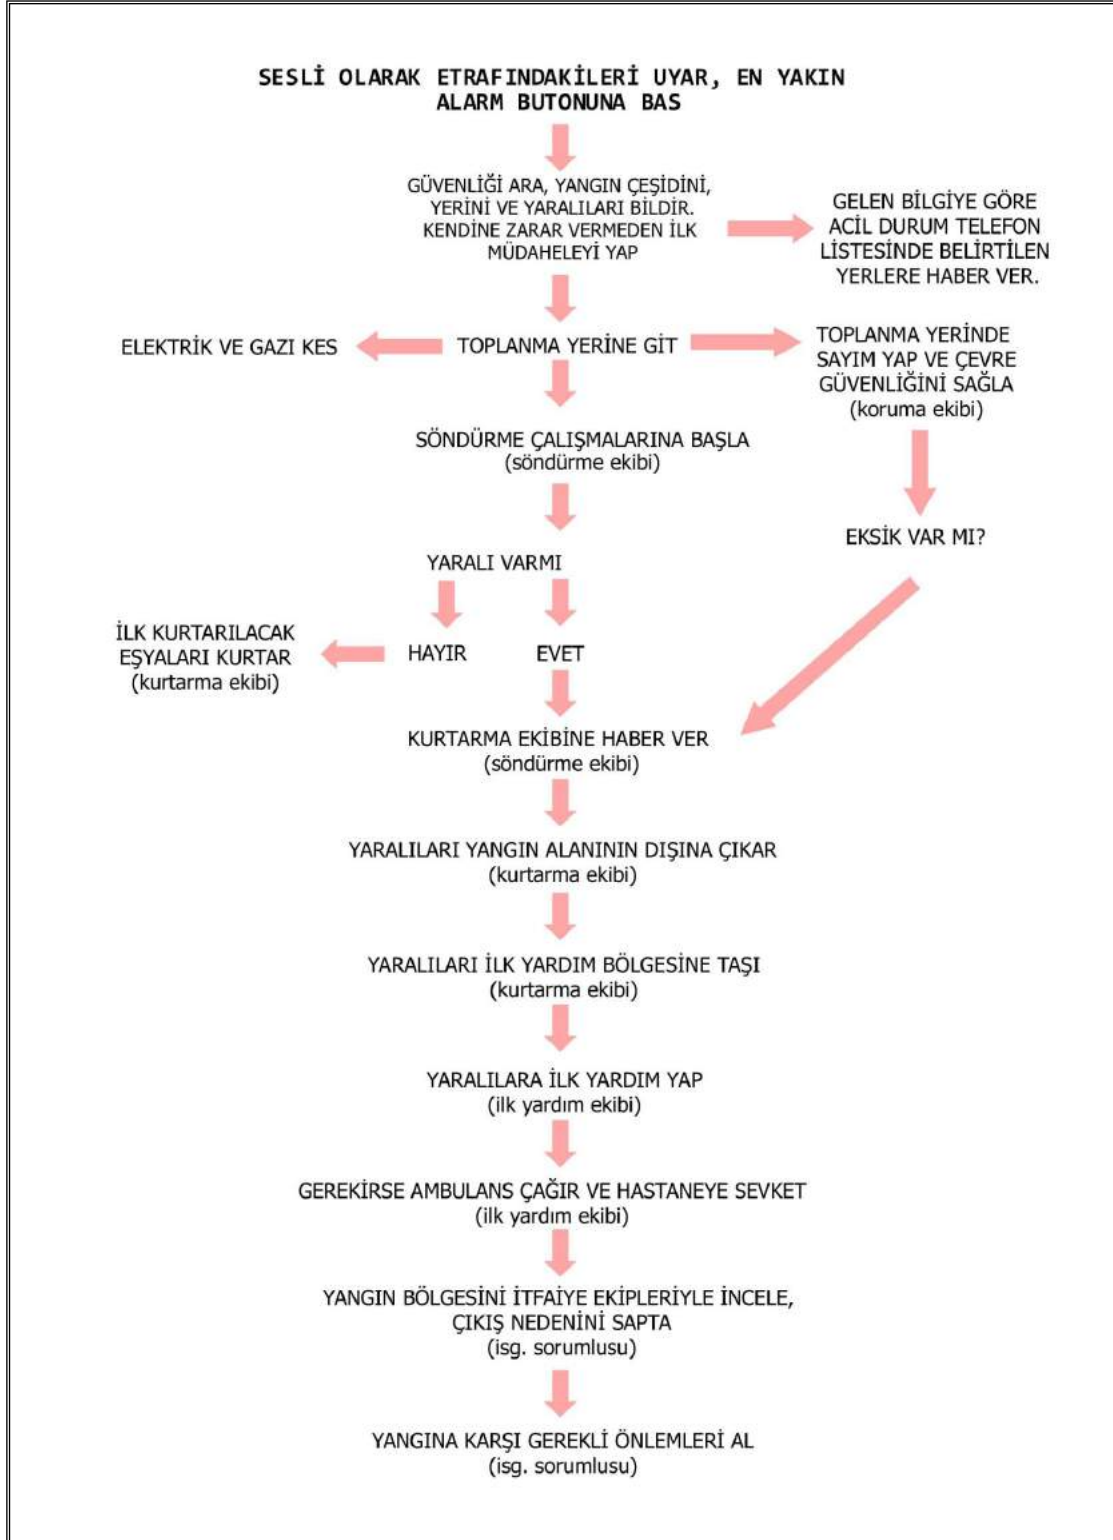 SESLİ OLARAK ETRAFINDAKİLERİ UYAR, EN YAKIN
ALARM BUTONUNA BAS
GÜVENLİĞİ ARA, YANGIN ÇEŞİDİNİ,
YERİNİ VE YARALILARI BİLDİR.
KENDİNE ZARAR VERMEDEN İLK
MÜDAHELEYİ YAP
GELEN BİLGİYE GÖRE
ACİL DURUM TELEFON
LİSTESİNDE BELİRTİLEN
YERLERE HABER VER.
ELEKTRİK VE GAZI KES
TOPLANMA YERİNE GİT
TOPLANMA YERİNDE
SAYIM YAP VE ÇEVRE
GÜVENLİĞİNİ SAĞLA
(koruma ekibi)
SÖNDÜRME ÇALIŞMALARINA BAŞLA
(söndürme ekibi)
EKSİK VAR MI?
YARALI VARMI
İLK KURTARILACAK
EŞYALARI KURTAR
(kurtarma ekibi)
HAYIR
EVET
KURTARMA EKİBİNE HABER VER
(söndürme ekibi)
YARALILARI YANGIN ALANININ DIŞINA ÇIKAR
(kurtarma ekibi)
YARALILARI İLK YARDIM BÖLGESİNE TAŞI
(kurtarma ekibi)
YARALILARA İLK YARDIM YAP
(ilk yardım ekibi)
GEREKİRSE AMBULANS ÇAĞIR VE HASTANEYE SEVKET
(ilk yardım ekibi)
YANGIN BÖLGESİNİ İTFAİYE EKİPLERİYLE İNCELE,
ÇIKIŞ NEDENİNİ SAPTA
(isg. sorumlusu)
YANGINA KARŞI GEREKLİ ÖNLEMLERİ AL
(isg. sorumlusu)